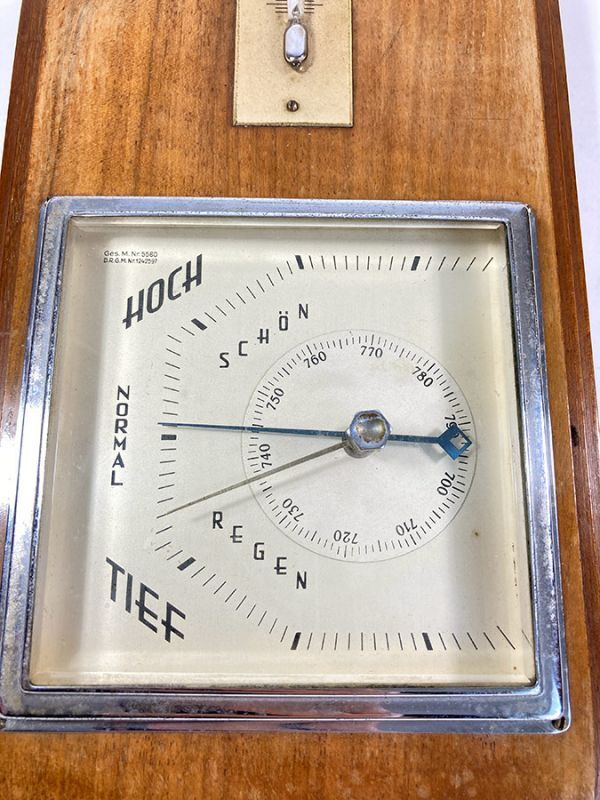 Ges. M. Nr. 5560
D.R.G.M. Nr. 1242597
HOCH
SCHÖN
NORMAL
REGEN
TIEF
700
710
720
730
740
750
760
770
780